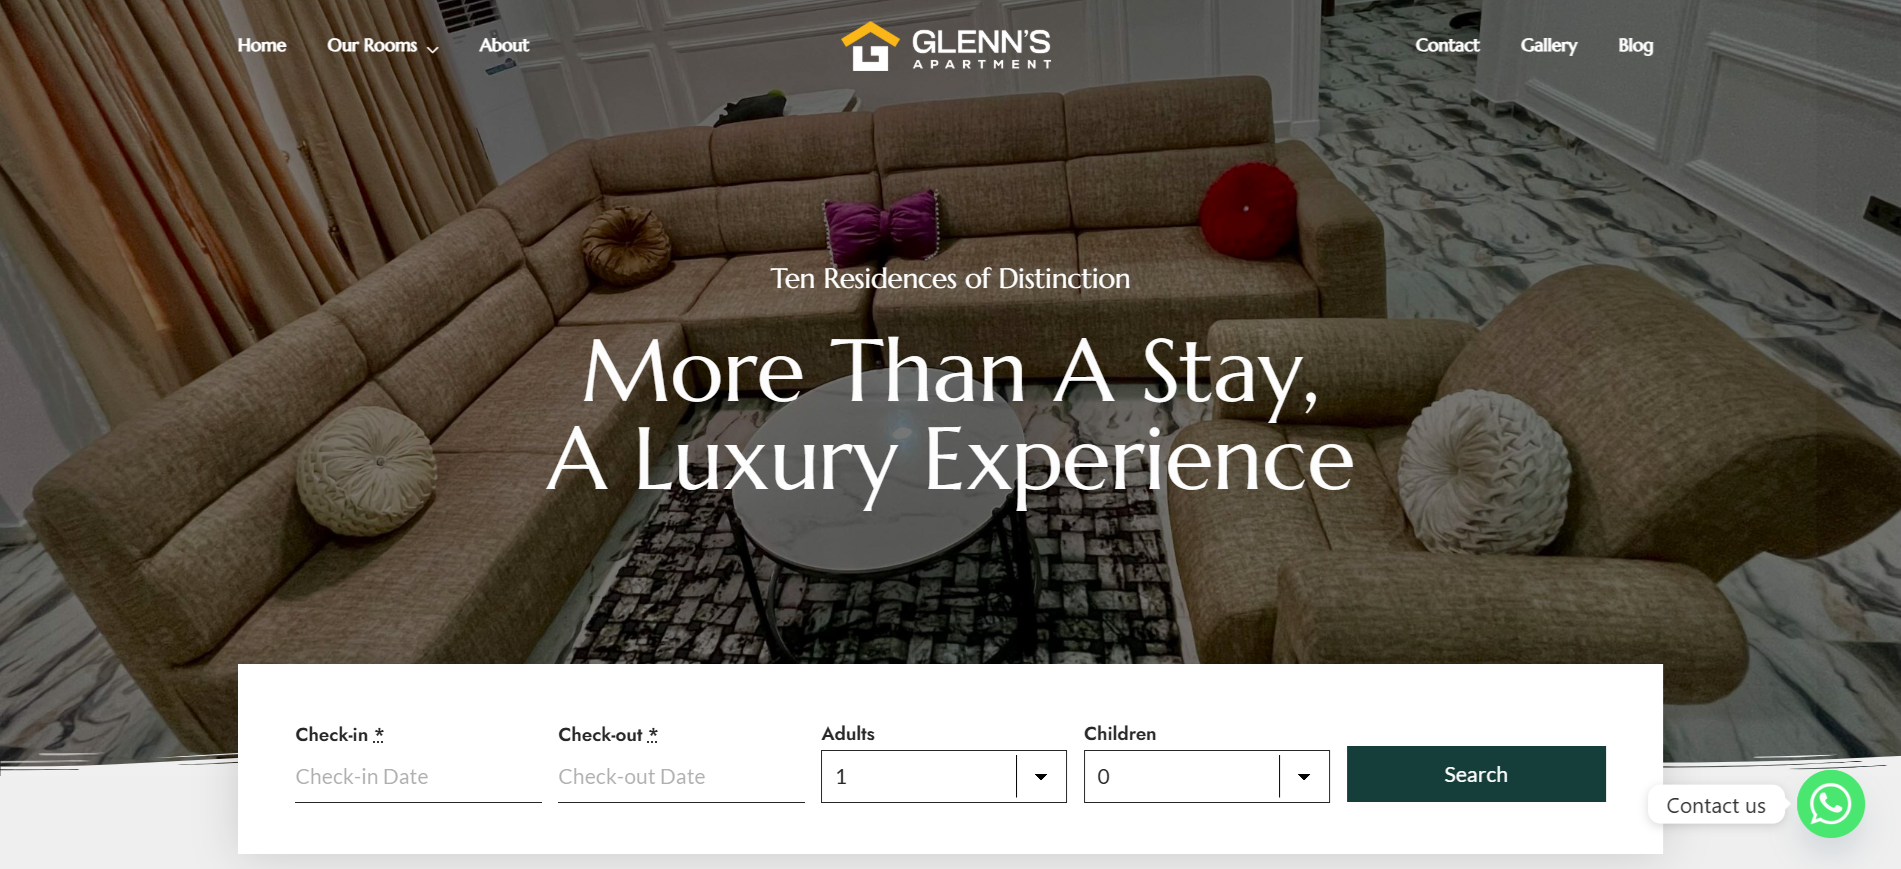 Home
Our Rooms
About
GLENN'S
APARTMENT
Contact
Gallery
Blog
Ten Residences of Distinction
More Than A Stay,
A Luxury Experience
Check-in *
Check-out *
Adults
Children
Check-in Date
Check-out Date
1
0
Search
Contact us